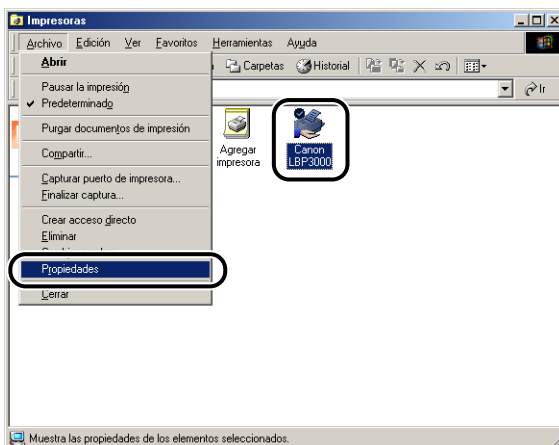 Impresoras
Archivo Edición Ver Favoritos Herramientas Ayuda
Carpetas Historial
Ir
Abrir
Pausar la impresión
Predeterminado
Purgar documentos de impresión
Compartir...
Capturar puerto de impresora...
Finalizar captura...
Crear acceso directo
Eliminar
Propiedades
Cerrar
Agregar
impresora
Canon
LBP3000
Muestra las propiedades de los elementos seleccionados.